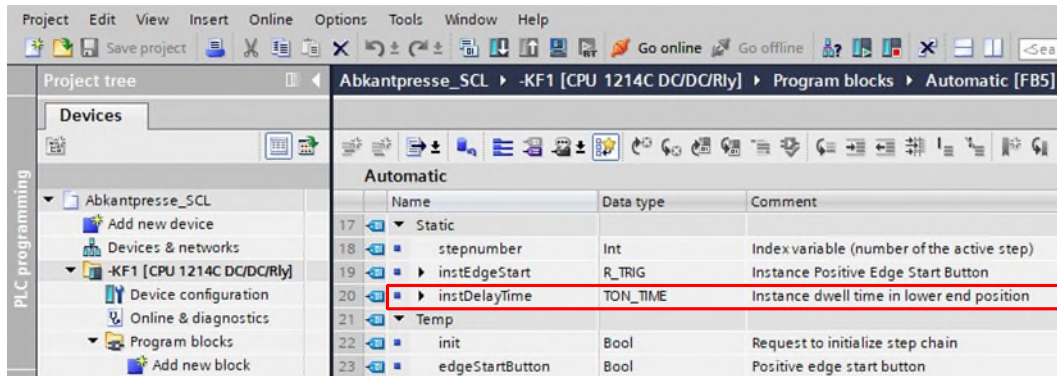 Project Edit View Insert Online Options Tools Window Help
Save project Go online Go offline <Sea
Project tree
Abkantpresse_SCL ▸ -KF1 [CPU 1214C DC/DC/Rly] ▸ Program blocks ▸ Automatic [FB5]
Devices
PLC programming
Abkantpresse_SCL
Add new device
Devices & networks
-KF1 [CPU 1214C DC/DC/Rly]
Device configuration
Online & diagnostics
Program blocks
Add new block
Automatic
Name Data type Comment
17 Static
18 stepnumber Int Index variable (number of the active step)
19 instEdgeStart R_TRIG Instance Positive Edge Start Button
20 instDelayTime TON_TIME Instance dwell time in lower end position
21 Temp
22 init Bool Request to initialize step chain
23 edgeStartButton Bool Positive edge start button